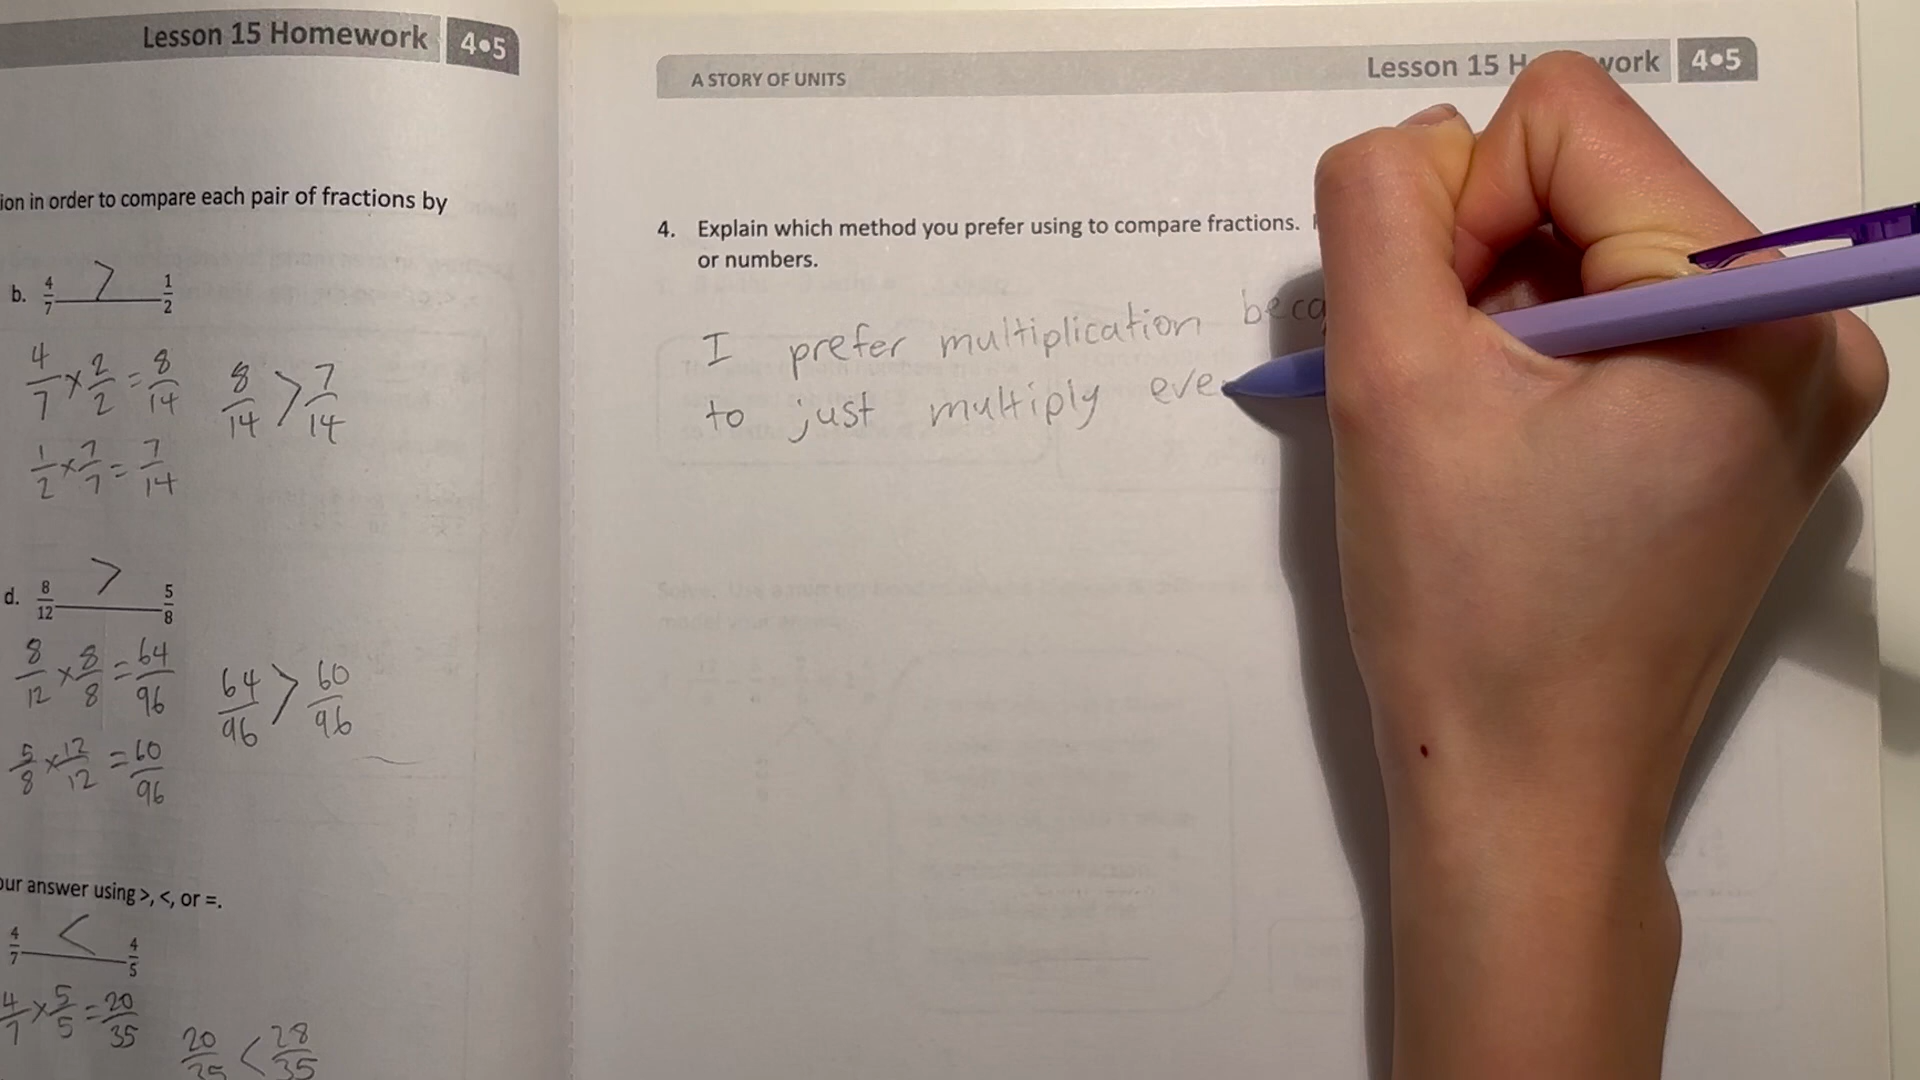 Lesson 15 Homework 4•5
ion in order to compare each pair of fractions by
b. 4/7 > 1/2
4/7 × 2/2 = 8/14 8/14 > 7/14
1/2 × 7/7 = 7/14
d. 8/12 > 5/8
8/12 × 8/8 = 64/96 64/96 > 60/96
5/8 × 12/12 = 60/96
our answer using >, <, or =.
4/7 < 4/5
4/7 × 5/5 = 20/35
20/35 < 28/35
A STORY OF UNITS
Lesson 15 H work 4•5
4. Explain which method you prefer using to compare fractions.
or numbers.
I prefer multiplication beca
to just multiply eve